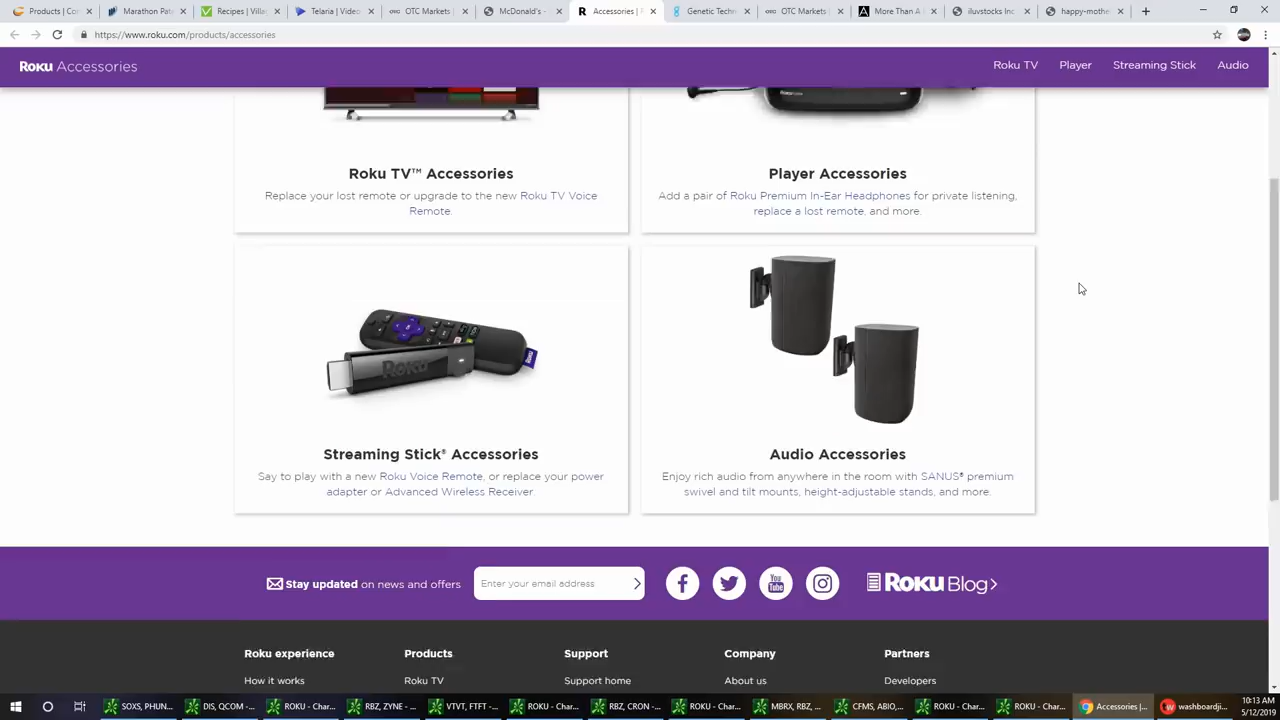 Products | Cor
Marathon Pate
Recipes | Villag
Telaria | Video
OTC Markets |
McDonald's -
Accessories | R
Genetic Techn
OTC Markets |
More Than A
iluvstocks Inc
happy-mothe
https://www.roku.com/products/accessories
Roku Accessories
Roku TV
Player
Streaming Stick
Audio
Roku TV™ Accessories
Replace your lost remote or upgrade to the new Roku TV Voice
Remote.
Player Accessories
Add a pair of Roku Premium In-Ear Headphones for private listening,
replace a lost remote, and more.
ROKU
Streaming Stick® Accessories
Say to play with a new Roku Voice Remote, or replace your power
adapter or Advanced Wireless Receiver.
Audio Accessories
Enjoy rich audio from anywhere in the room with SANUS® premium
swivel and tilt mounts, height-adjustable stands, and more.
Stay updated on news and offers
Enter your email address
You Tube
ROKU Blog
Roku experience
Products
Support
Company
Partners
How it works
Roku TV
Support home
About us
Developers
SOXS, PHUN...
DIS, QCOM -...
ROKU - Char...
RBZ, ZYNE - ...
VTVT, FTFT - ...
ROKU - Char...
RBZ, CRON - ...
ROKU - Char...
MBRX, RBZ, ...
CFMS, ABIO,...
ROKU - Char...
ROKU - Char...
Accessories |...
washboardji...
10:13 AM
5/12/2019